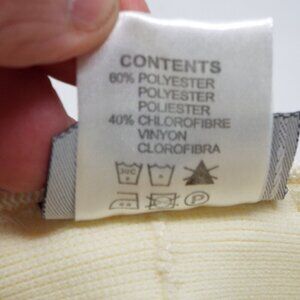 CONTENTS
60% POLYESTER
POLYESTER
POLIESTER
40% CHLOROFIBRE
VINYON
CLOROFIBRA
P